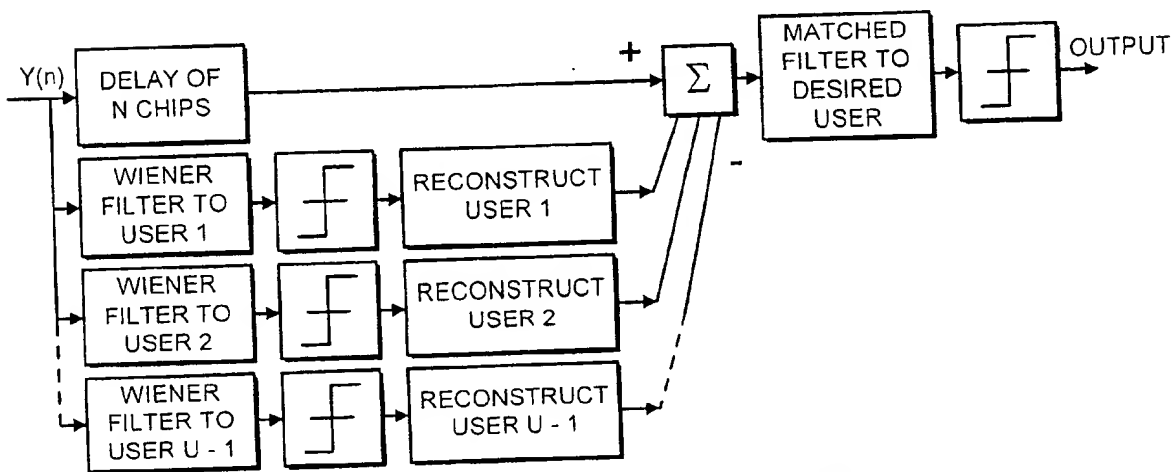 Y(n)
DELAY OF
N CHIPS
+
Σ
-
MATCHED
FILTER TO
DESIRED
USER
OUTPUT
WIENER
FILTER TO
USER 1
RECONSTRUCT
USER 1
WIENER
FILTER TO
USER 2
RECONSTRUCT
USER 2
WIENER
FILTER TO
USER U - 1
RECONSTRUCT
USER U - 1